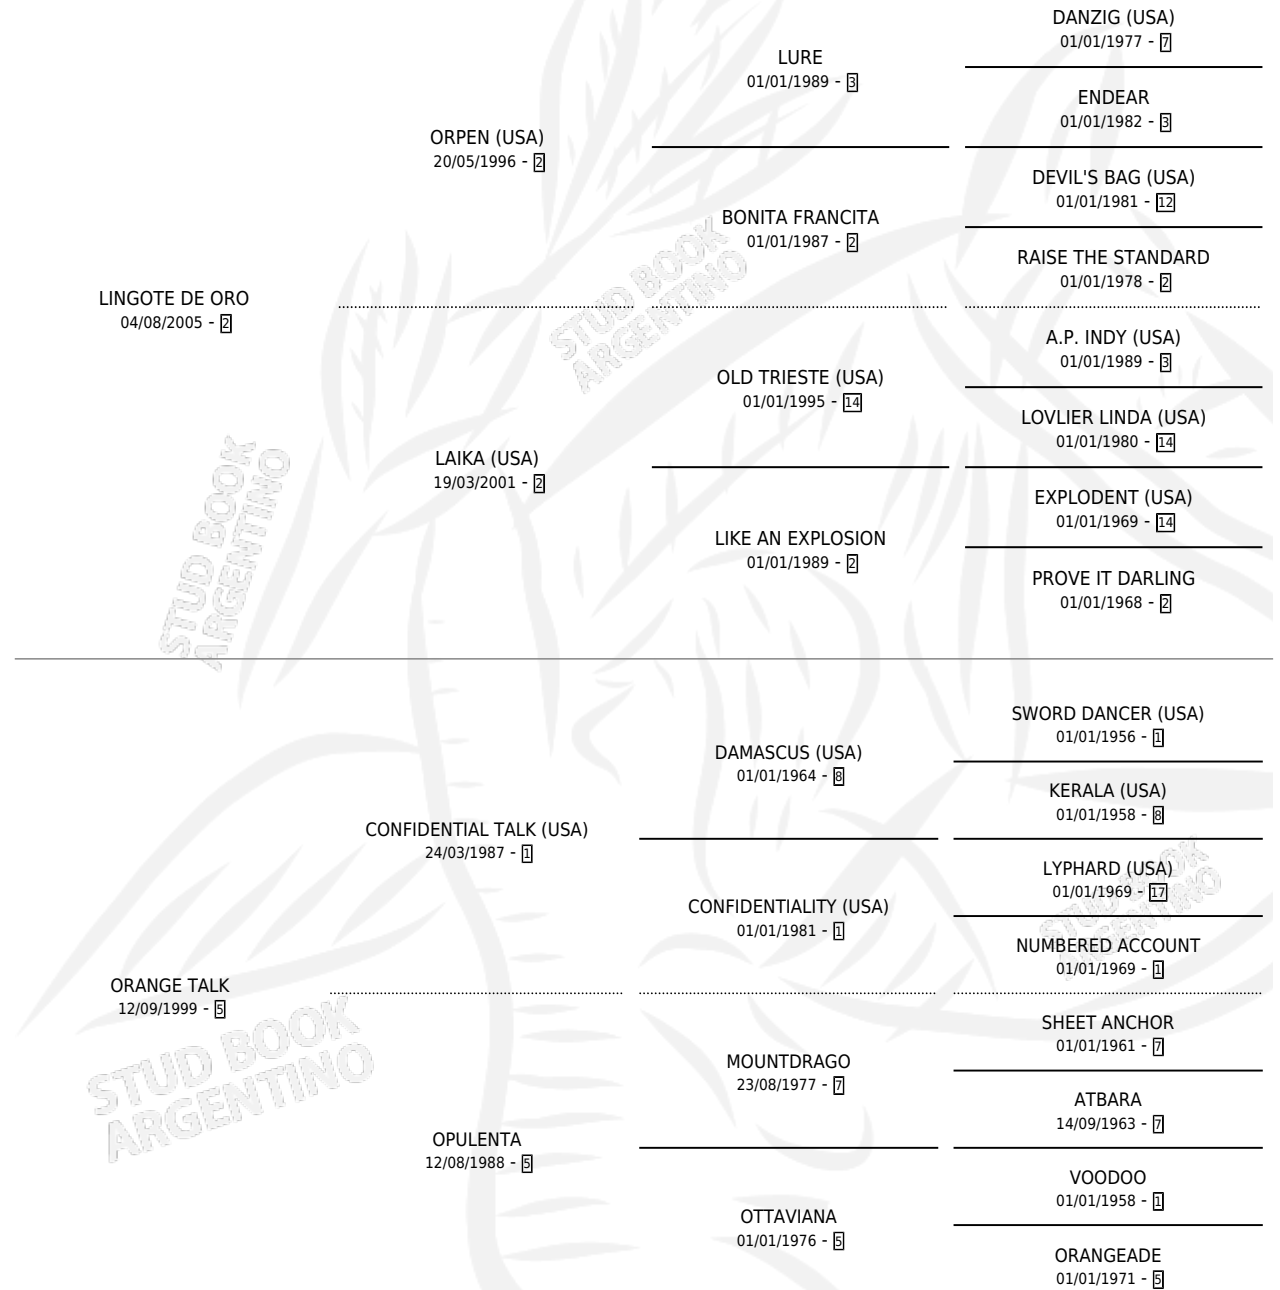 DANZIG (USA)
01/01/1977 - 7
LURE
01/01/1989 - 3
ENDEAR
01/01/1982 - 3
ORPEN (USA)
20/05/1996 - 2
DEVIL'S BAG (USA)
01/01/1981 - 12
BONITA FRANCITA
01/01/1987 - 2
RAISE THE STANDARD
01/01/1978 - 2
LINGOTE DE ORO
04/08/2005 - 2
A.P. INDY (USA)
01/01/1989 - 3
OLD TRIESTE (USA)
01/01/1995 - 14
LOVLIER LINDA (USA)
01/01/1980 - 14
LAIKA (USA)
19/03/2001 - 2
EXPLODENT (USA)
01/01/1969 - 14
LIKE AN EXPLOSION
01/01/1989 - 2
PROVE IT DARLING
01/01/1968 - 2
SWORD DANCER (USA)
01/01/1956 - 1
DAMASCUS (USA)
01/01/1964 - 8
KERALA (USA)
01/01/1958 - 8
CONFIDENTIAL TALK (USA)
24/03/1987 - 1
LYPHARD (USA)
01/01/1969 - 17
CONFIDENTIALITY (USA)
01/01/1981 - 1
NUMBERED ACCOUNT
01/01/1969 - 1
ORANGE TALK
12/09/1999 - 5
SHEET ANCHOR
01/01/1961 - 7
MOUNTDRAGO
23/08/1977 - 7
ATBARA
14/09/1963 - 7
OPULENTA
12/08/1988 - 5
VOODOO
01/01/1958 - 1
OTTAVIANA
01/01/1976 - 5
ORANGEADE
01/01/1971 - 5
STUD BOOK
ARGENTINO
STUD BOOK
ARGENTINO
STUD BOOK
ARGENTINO
STUD BOOK
ARGENTINO